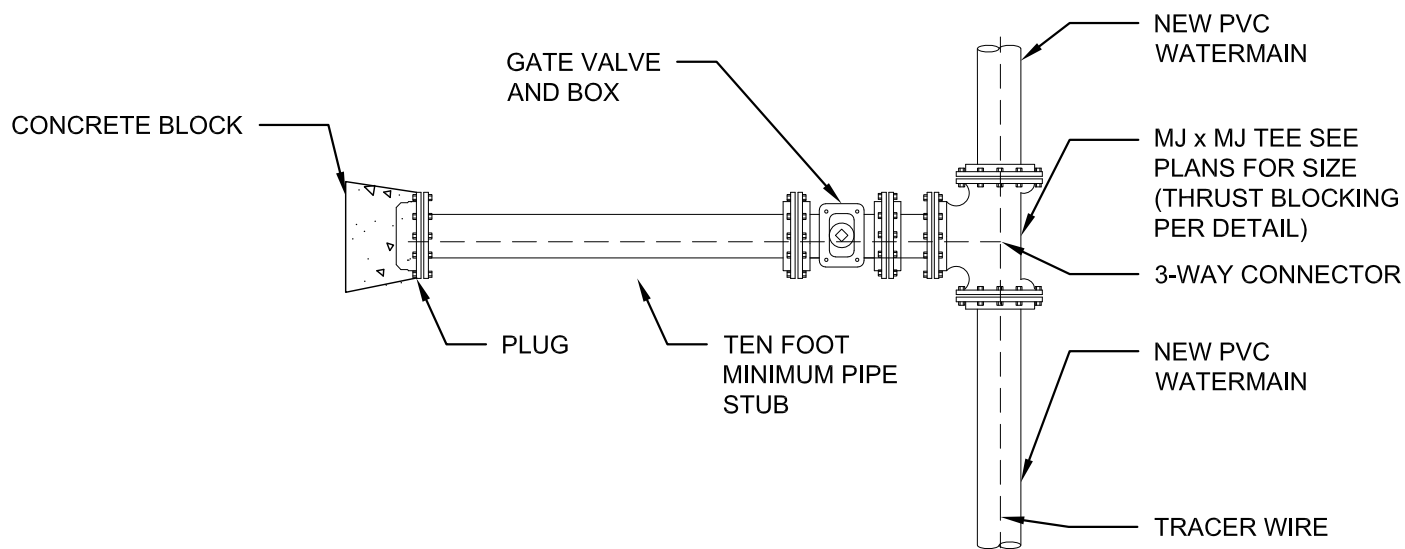 NEW PVC
WATERMAIN
GATE VALVE
AND BOX
CONCRETE BLOCK
MJ x MJ TEE SEE
PLANS FOR SIZE
(THRUST BLOCKING
PER DETAIL)
3-WAY CONNECTOR
PLUG
TEN FOOT
MINIMUM PIPE
STUB
NEW PVC
WATERMAIN
TRACER WIRE